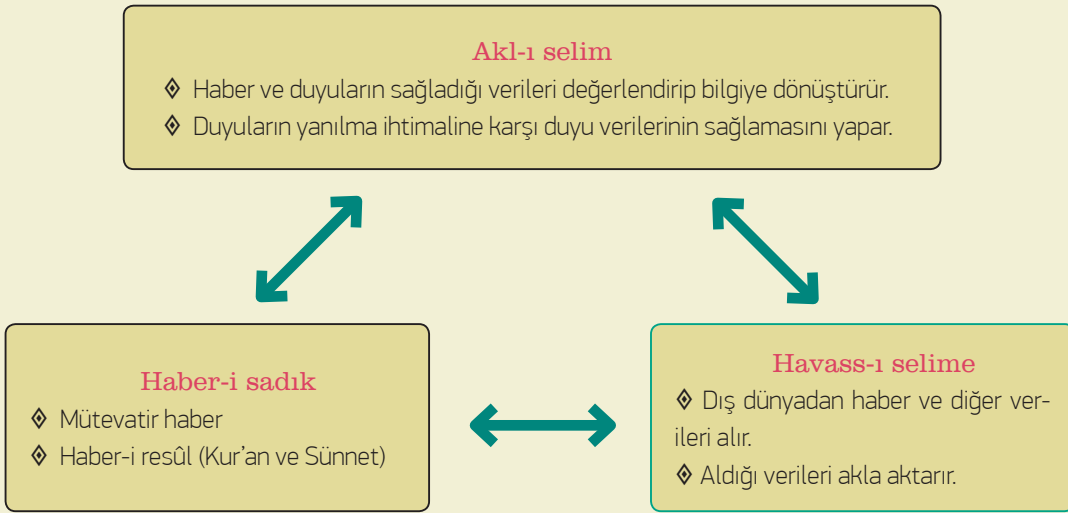 Akl-ı selim
Haber ve duyuların sağladığı verileri değerlendirip bilgiye dönüştürür.
Duyuların yanılma ihtimaline karşı duyu verilerinin sağlamasını yapar.
Haber-i sadık
Mütevatir haber
Haber-i resûl (Kur'an ve Sünnet)
Havass-ı selime
Dış dünyadan haber ve diğer ver-
ileri alır.
Aldığı verileri akla aktarır.